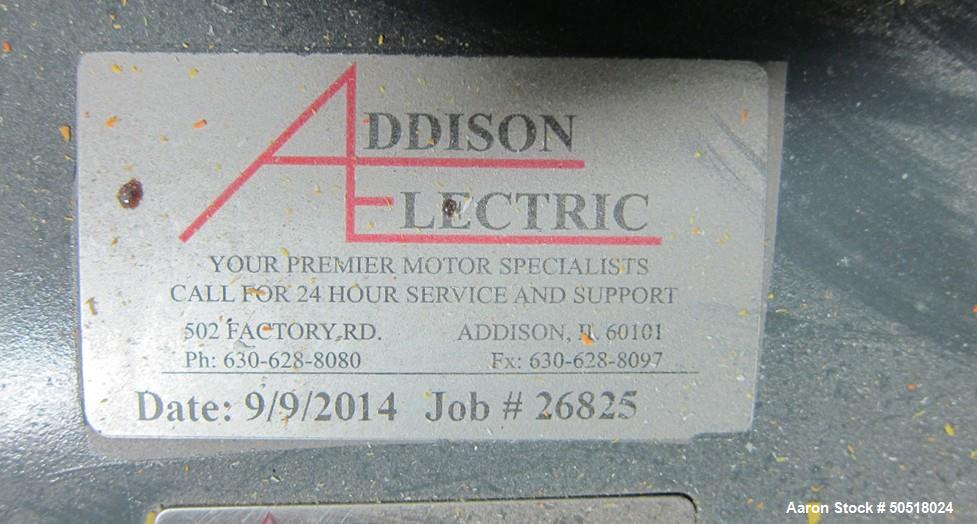 ADDISON
ELECTRIC
YOUR PREMIER MOTOR SPECIALISTS
CALL FOR 24 HOUR SERVICE AND SUPPORT
502 FACTORY RD. ADDISON, IL 60101
Ph: 630-628-8080 Fx: 630-628-8097
Date: 9/9/2014 Job # 26825
Aaron Stock # 50518024